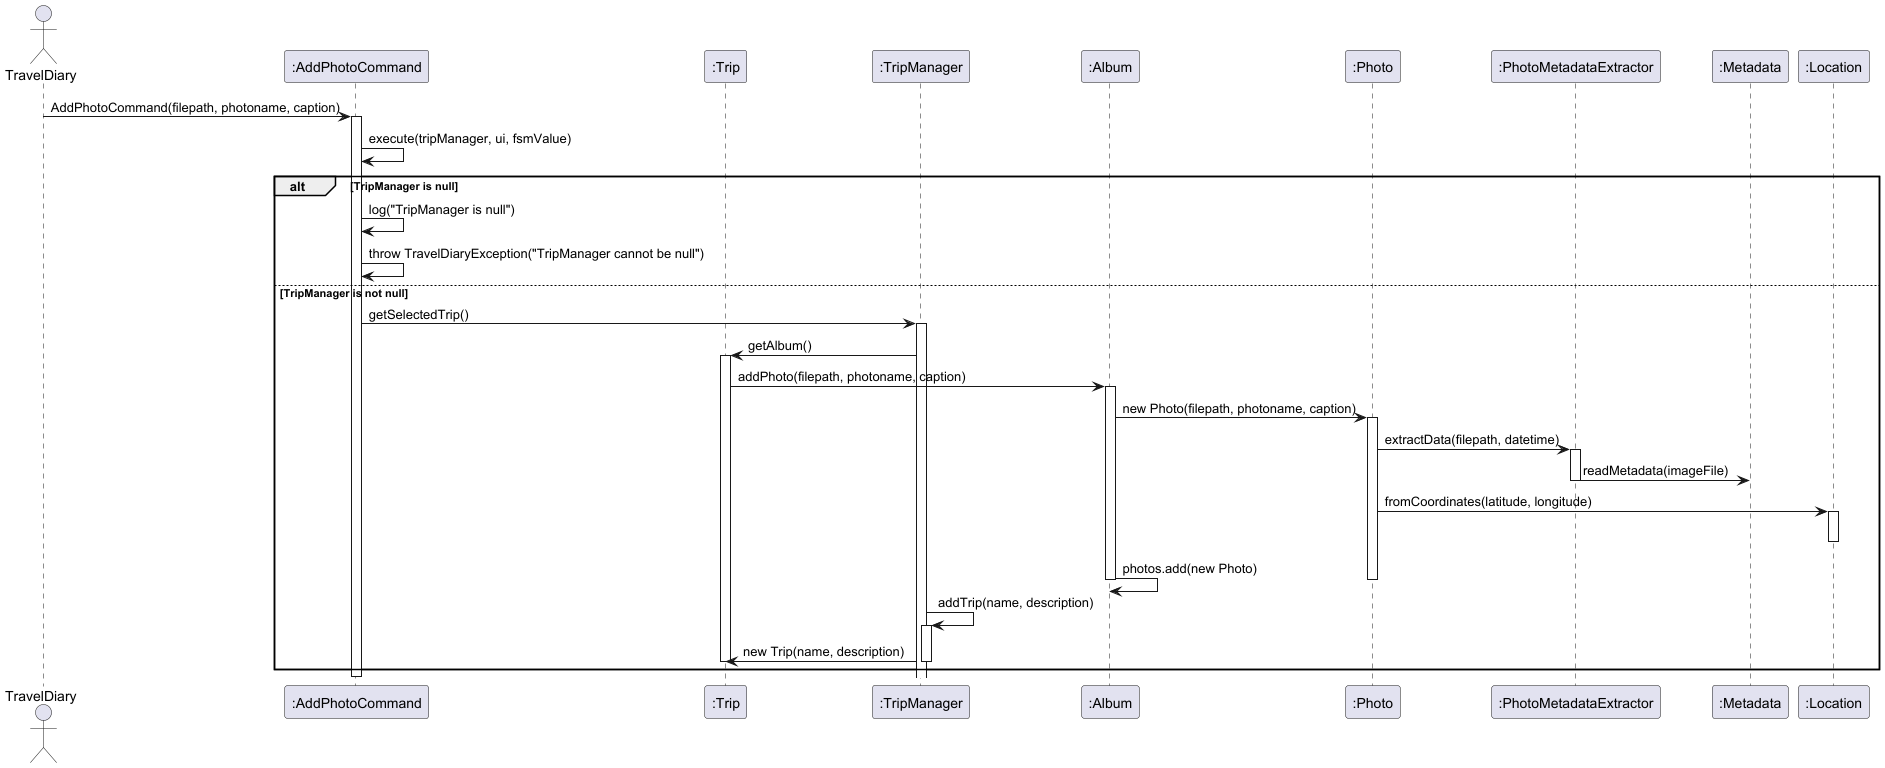 TravelDiary
:AddPhotoCommand
:Trip
:TripManager
:Album
:Photo
:PhotoMetadataExtractor
:Metadata
:Location
AddPhotoCommand(filepath, photoname, caption)
execute(tripManager, ui, fsmValue)
alt
[TripManager is null]
log("TripManager is null")
throw TravelDiaryException("TripManager cannot be null")
[TripManager is not null]
getSelectedTrip()
getAlbum()
addPhoto(filepath, photoname, caption)
new Photo(filepath, photoname, caption)
extractData(filepath, datetime)
readMetadata(imageFile)
fromCoordinates(latitude, longitude)
photos.add(new Photo)
addTrip(name, description)
new Trip(name, description)
TravelDiary
:AddPhotoCommand
:Trip
:TripManager
:Album
:Photo
:PhotoMetadataExtractor
:Metadata
:Location